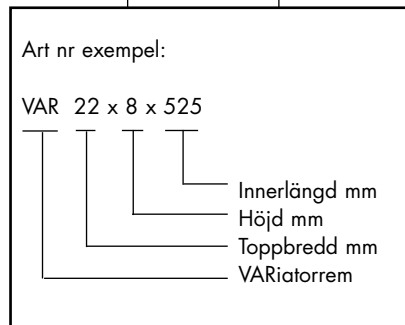 Art nr exempel:
VAR 22 x 8 x 525
Innerlängd mm
Höjd mm
Toppbredd mm
VARiatorrem